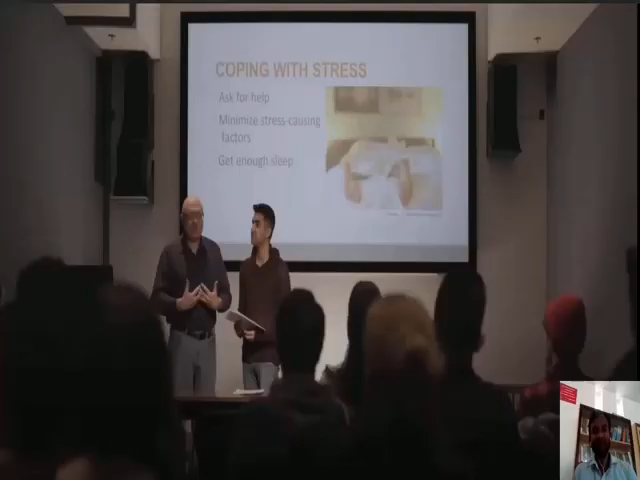 COPING WITH STRESS
Ask for help
Minimize stress-causing
factors
Get enough sleep